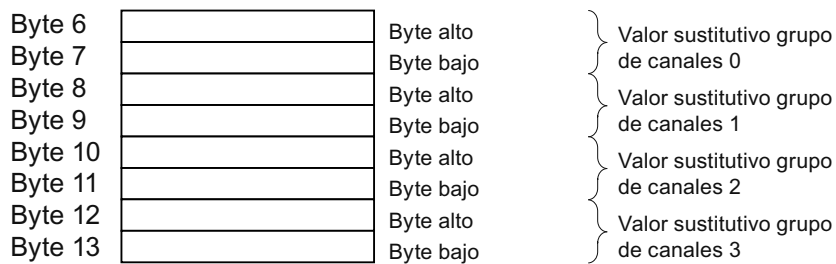 Byte 6
Byte alto
Valor sustitutivo grupo
Byte 7
Byte bajo
de canales 0
Byte 8
Byte alto
Valor sustitutivo grupo
Byte 9
Byte bajo
de canales 1
Byte 10
Byte alto
Valor sustitutivo grupo
Byte 11
Byte bajo
de canales 2
Byte 12
Byte alto
Valor sustitutivo grupo
Byte 13
Byte bajo
de canales 3